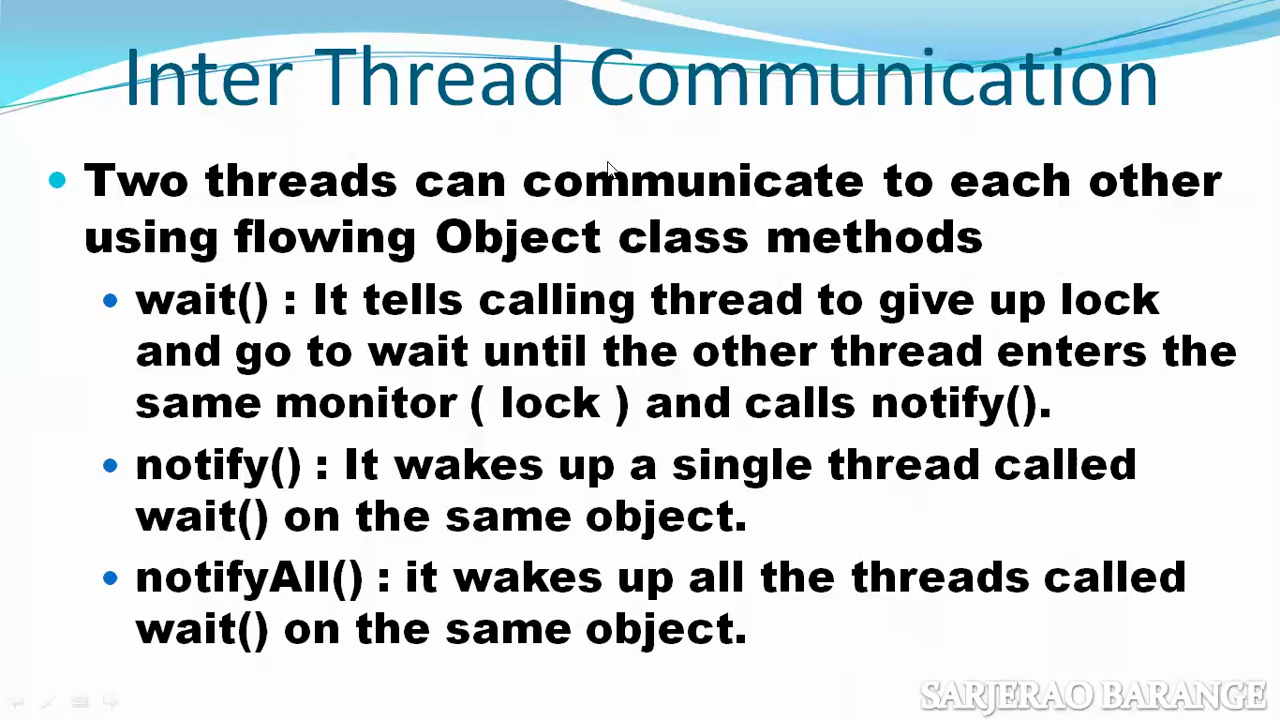 Inter Thread Communication
Two threads can communicate to each other
using flowing Object class methods
wait() : It tells calling thread to give up lock
and go to wait until the other thread enters the
same monitor ( lock ) and calls notify().
notify() : It wakes up a single thread called
wait() on the same object.
notifyAll() : it wakes up all the threads called
wait() on the same object.
SARJERAO BARANGE